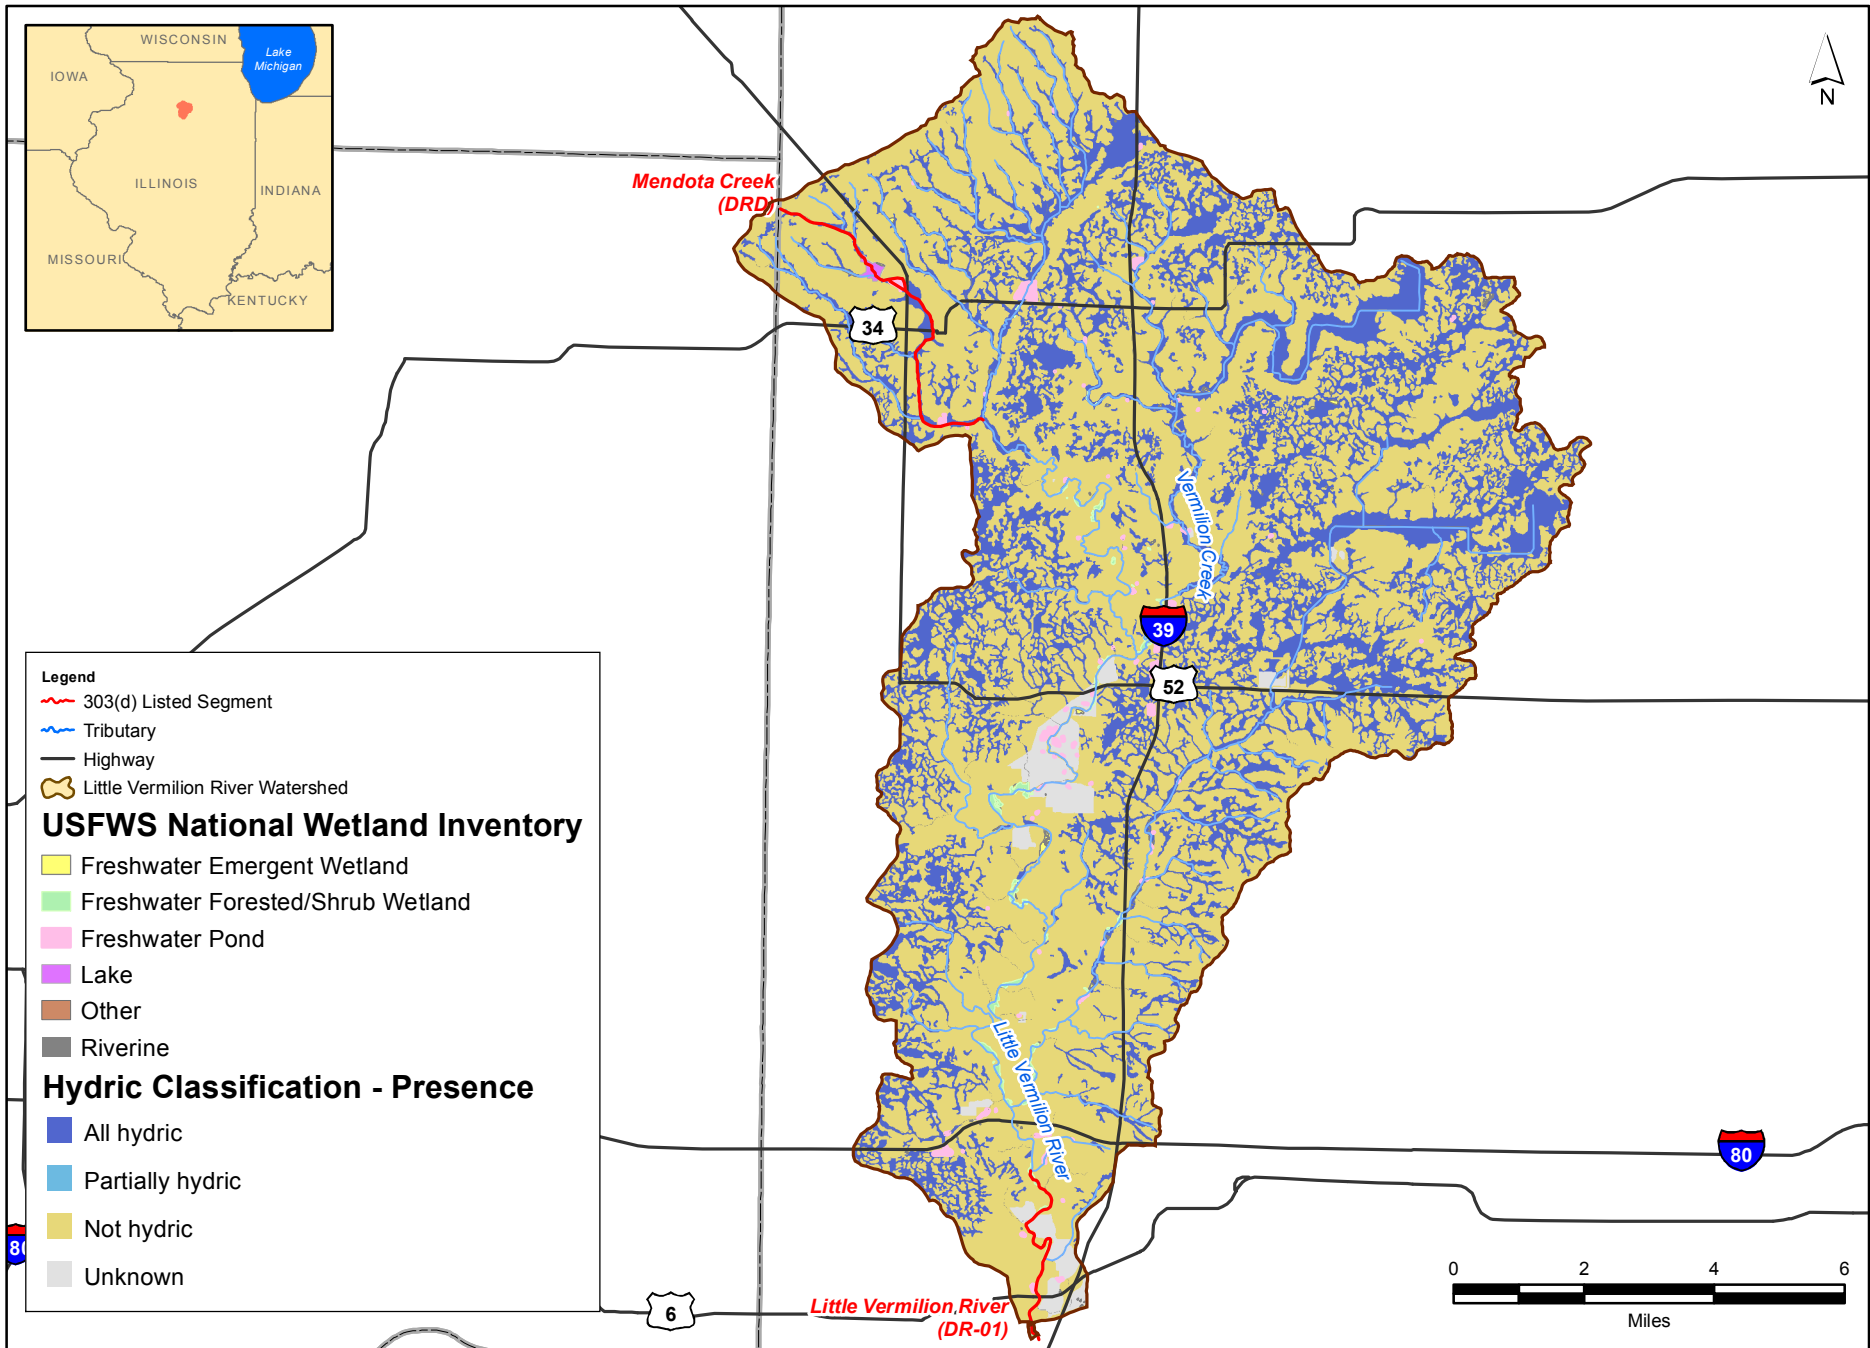 WISCONSIN
Lake
Michigan
IOWA
ILLINOIS
INDIANA
MISSOURI
KENTUCKY
N
Mendota Creek
(DRD)
34
Vermilion Creek
39
52
Legend
303(d) Listed Segment
Tributary
Highway
Little Vermilion River Watershed
USFWS National Wetland Inventory
Freshwater Emergent Wetland
Freshwater Forested/Shrub Wetland
Freshwater Pond
Lake
Other
Riverine
Hydric Classification - Presence
All hydric
Partially hydric
Not hydric
Unknown
Little Vermilion River
80
80
6
Little Vermilion River
(DR-01)
0 2 4 6
Miles